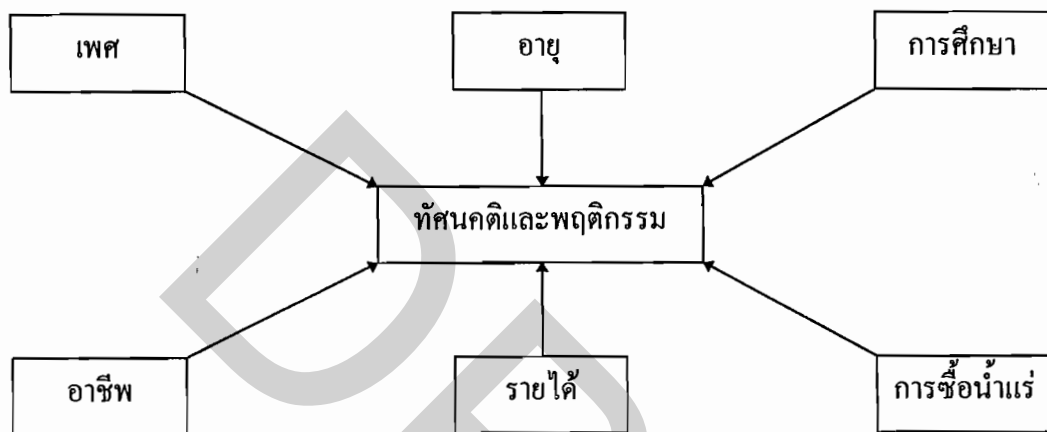 เพศ
อายุ
การศึกษา
ทัศนคติและพฤติกรรม
อาชีพ
รายได้
การซื้อน้ำแร่